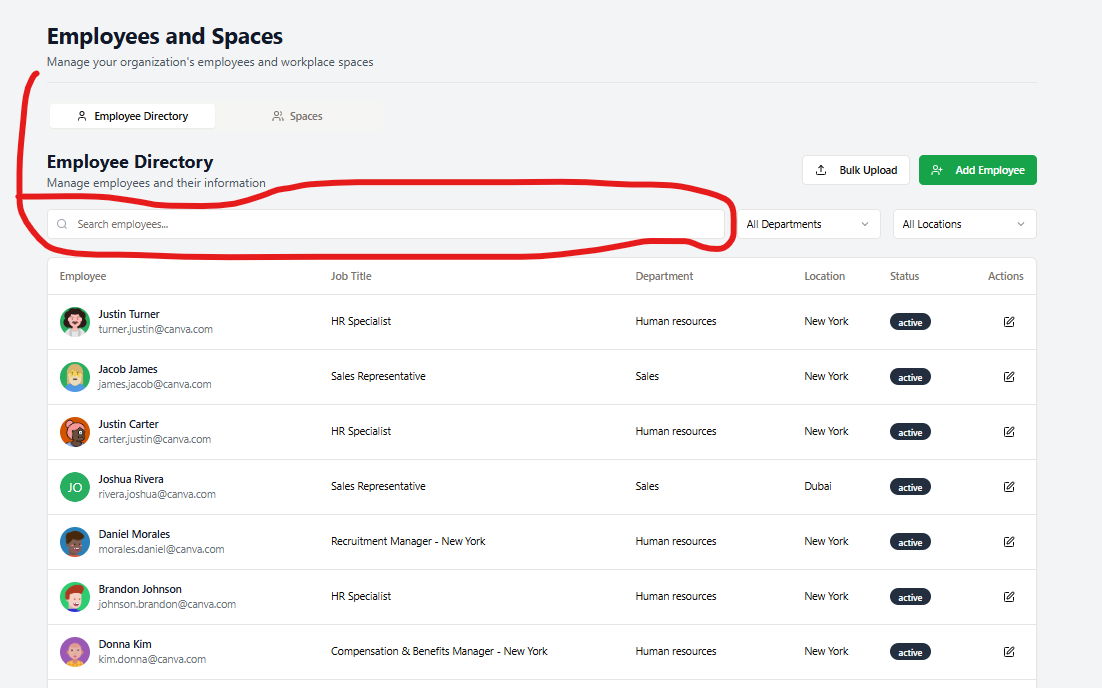 Employees and Spaces
Manage your organization's employees and workplace spaces
Employee Directory Spaces
Employee Directory
Manage employees and their information
Bulk Upload Add Employee
Search employees... All Departments All Locations
Employee Job Title Department Location Status Actions
Justin Turner
turner.justin@canva.com
HR Specialist Human resources New York active
Jacob James
james.jacob@canva.com
Sales Representative Sales New York active
Justin Carter
carter.justin@canva.com
HR Specialist Human resources New York active
JO
Joshua Rivera
rivera.joshua@canva.com
Sales Representative Sales Dubai active
Daniel Morales
morales.daniel@canva.com
Recruitment Manager - New York Human resources New York active
Brandon Johnson
johnson.brandon@canva.com
HR Specialist Human resources New York active
Donna Kim
kim.donna@canva.com
Compensation & Benefits Manager - New York Human resources New York active